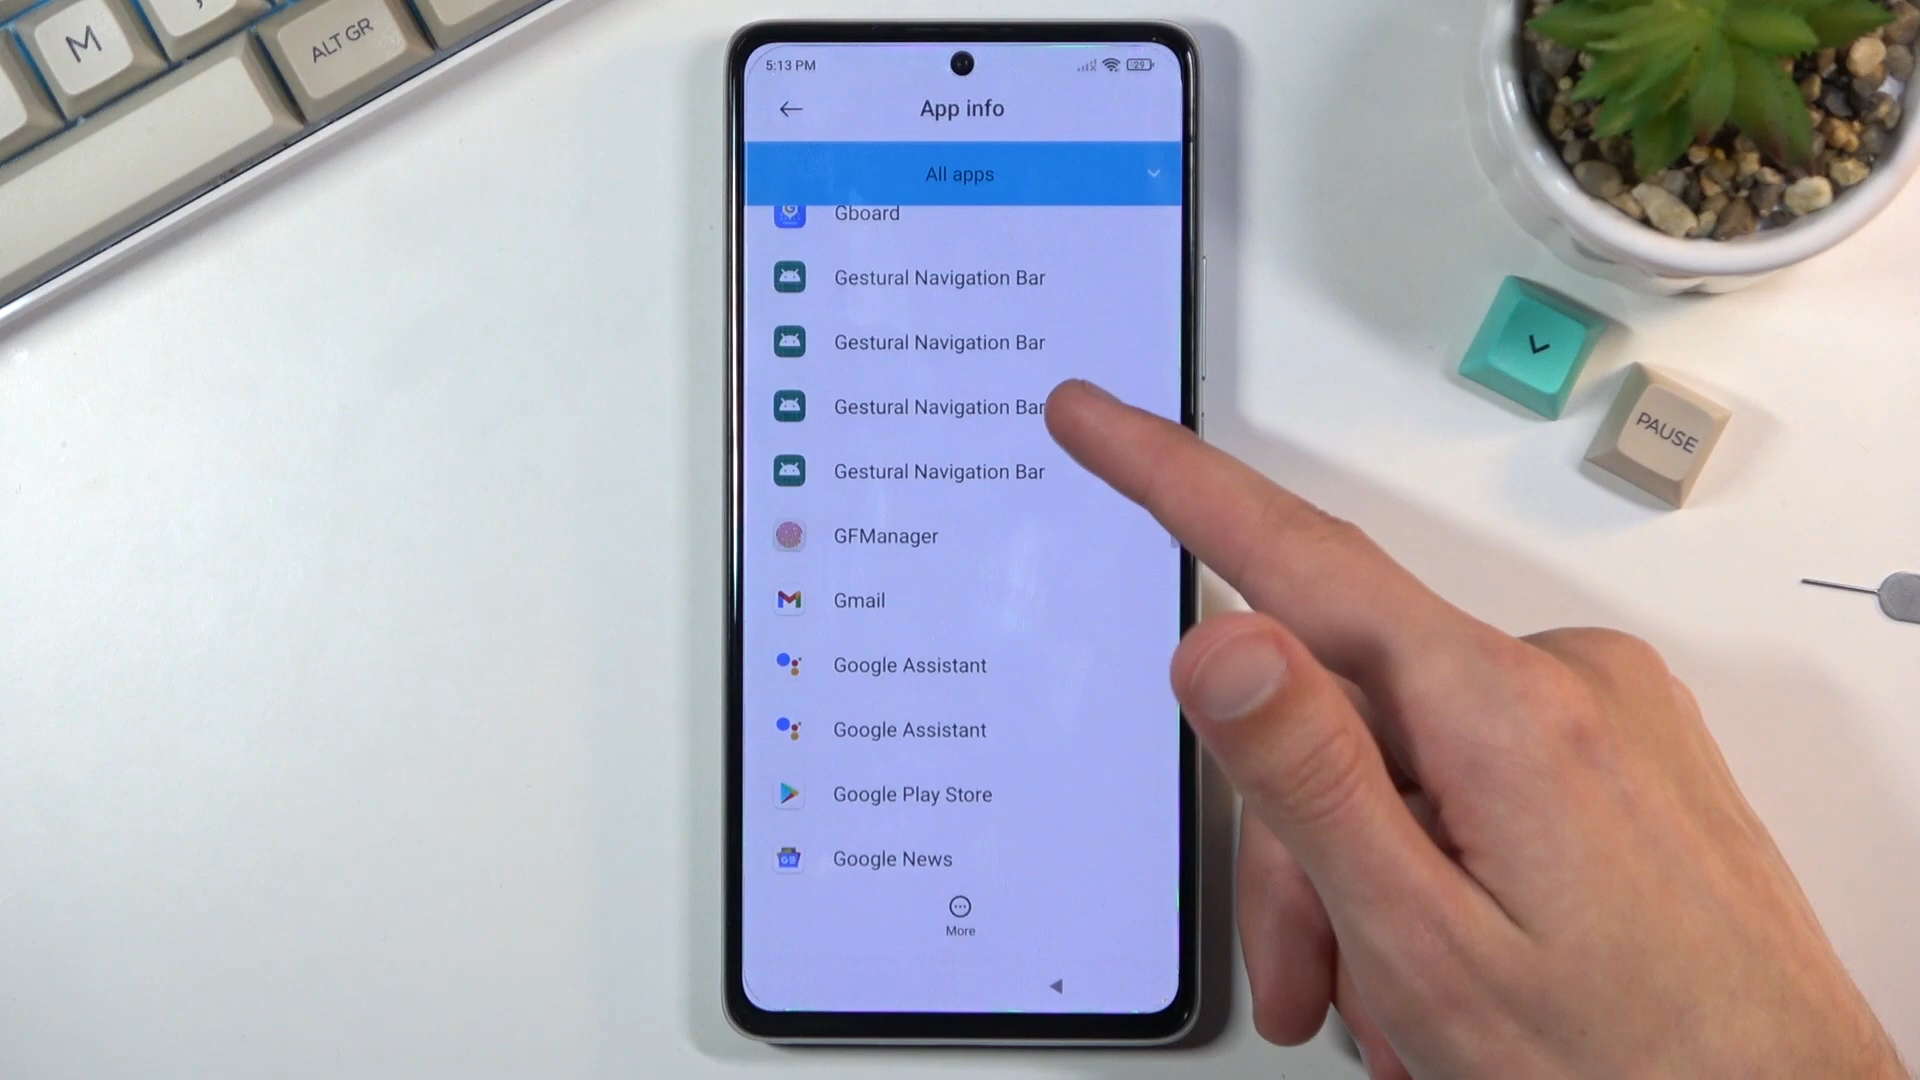 M
ALT GR
5:13 PM
29
App info
All apps
Gboard
Gestural Navigation Bar
Gestural Navigation Bar
Gestural Navigation Bar
Gestural Navigation Bar
GFManager
Gmail
Google Assistant
Google Assistant
Google Play Store
Google News
More
PAUSE